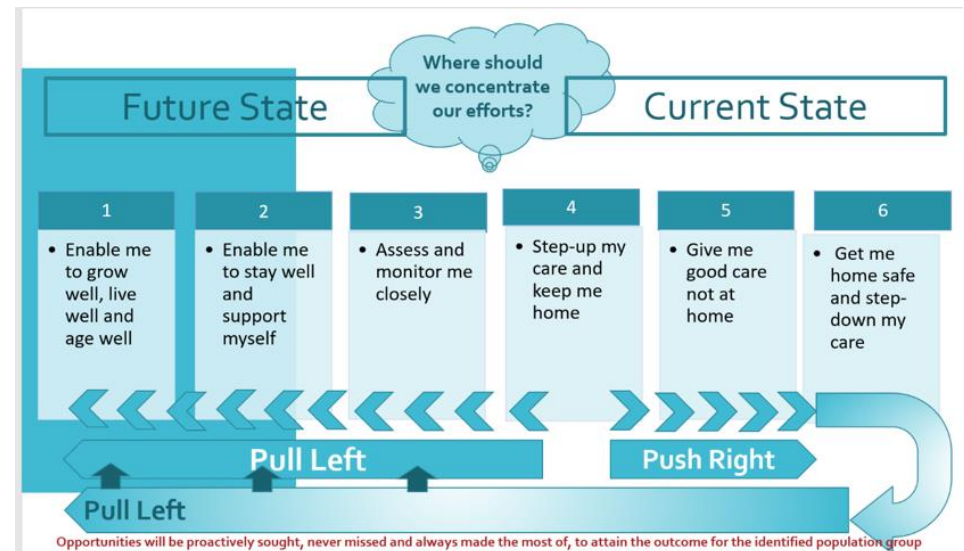 Where should
we concentrate
our efforts?
Future State
Current State
1
• Enable me
to grow
well, live
well and
age well
2
• Enable me
to stay well
and
support
myself
3
• Assess and
monitor me
closely
4
• Step-up my
care and
keep me
home
5
• Give me
good care
not at
home
6
• Get me
home safe
and step-
down my
care
Pull Left
Push Right
Pull Left
Opportunities will be proactively sought, never missed and always made the most of, to attain the outcome for the identified population group